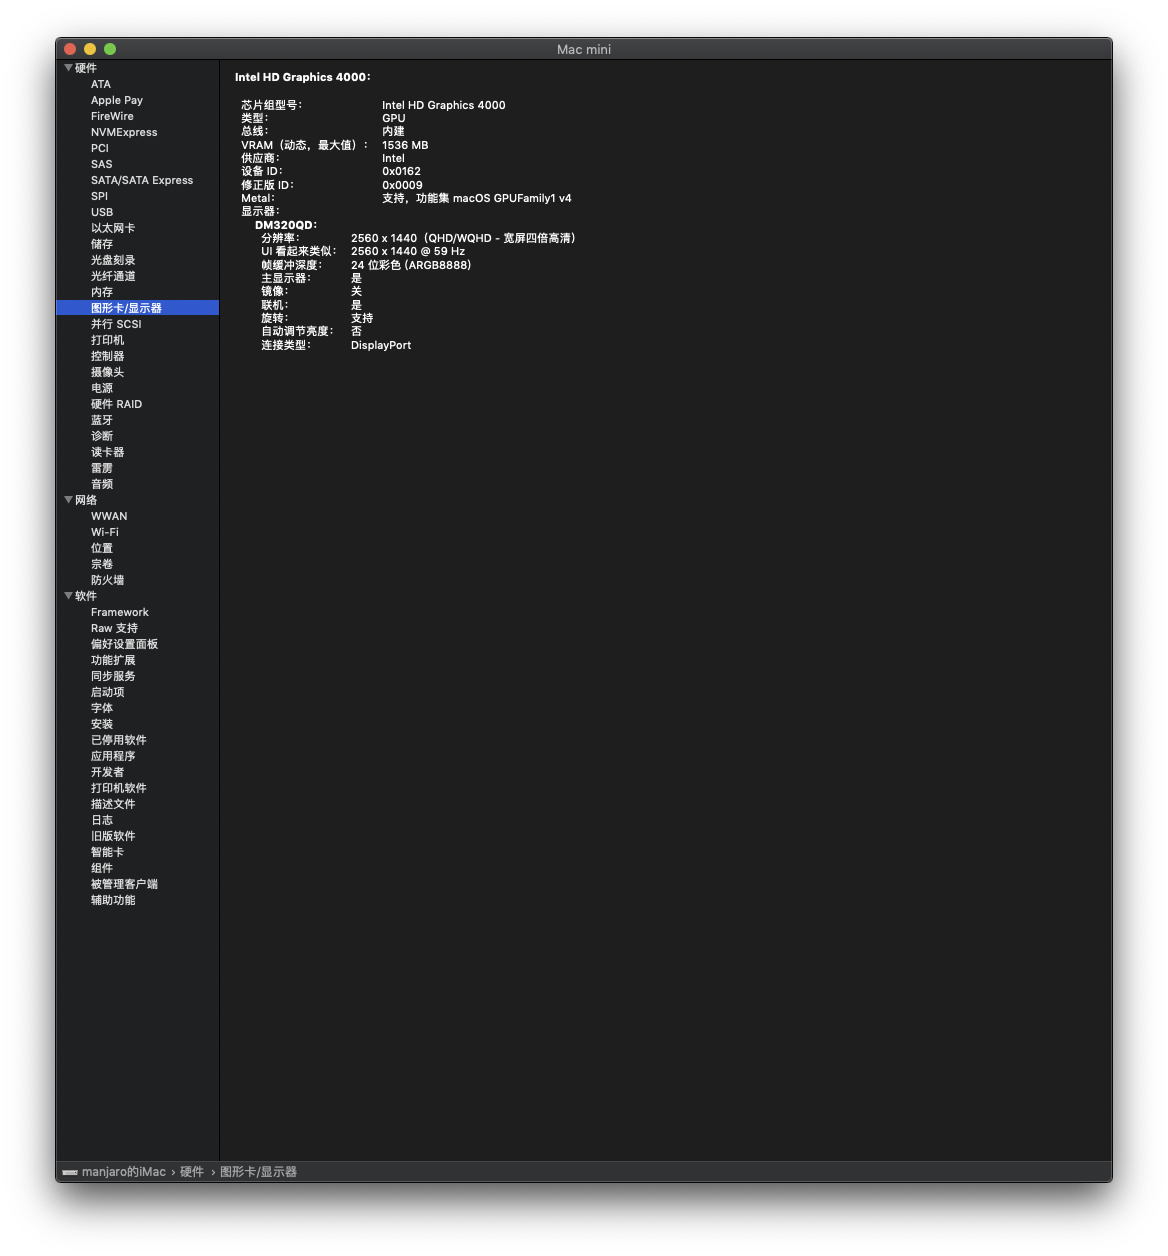 Mac mini
硬件
ATA
Apple Pay
FireWire
NVMExpress
PCI
SAS
SATA/SATA Express
SPI
USB
以太网卡
储存
光盘刻录
光纤通道
内存
图形卡/显示器
并行 SCSI
打印机
控制器
摄像头
电源
硬件 RAID
蓝牙
诊断
读卡器
雷雳
音频
网络
WWAN
Wi-Fi
位置
宗卷
防火墙
软件
Framework
Raw 支持
偏好设置面板
功能扩展
同步服务
启动项
字体
安装
已停用软件
应用程序
开发者
打印机软件
描述文件
日志
旧版软件
智能卡
组件
被管理客户端
辅助功能
Intel HD Graphics 4000：
芯片组型号： Intel HD Graphics 4000
类型： GPU
总线： 内建
VRAM（动态，最大值）： 1536 MB
供应商： Intel
设备 ID： 0x0162
修正版 ID： 0x0009
Metal： 支持，功能集 macOS GPUFamily1 v4
显示器：
DM320QD：
分辨率： 2560 x 1440（QHD/WQHD - 宽屏四倍高清）
UI 看起来类似： 2560 x 1440 @ 59 Hz
帧缓冲深度： 24 位彩色 (ARGB8888)
主显示器： 是
镜像： 关
联机： 是
旋转： 支持
自动调节亮度： 否
连接类型： DisplayPort
manjaro的iMac › 硬件 › 图形卡/显示器